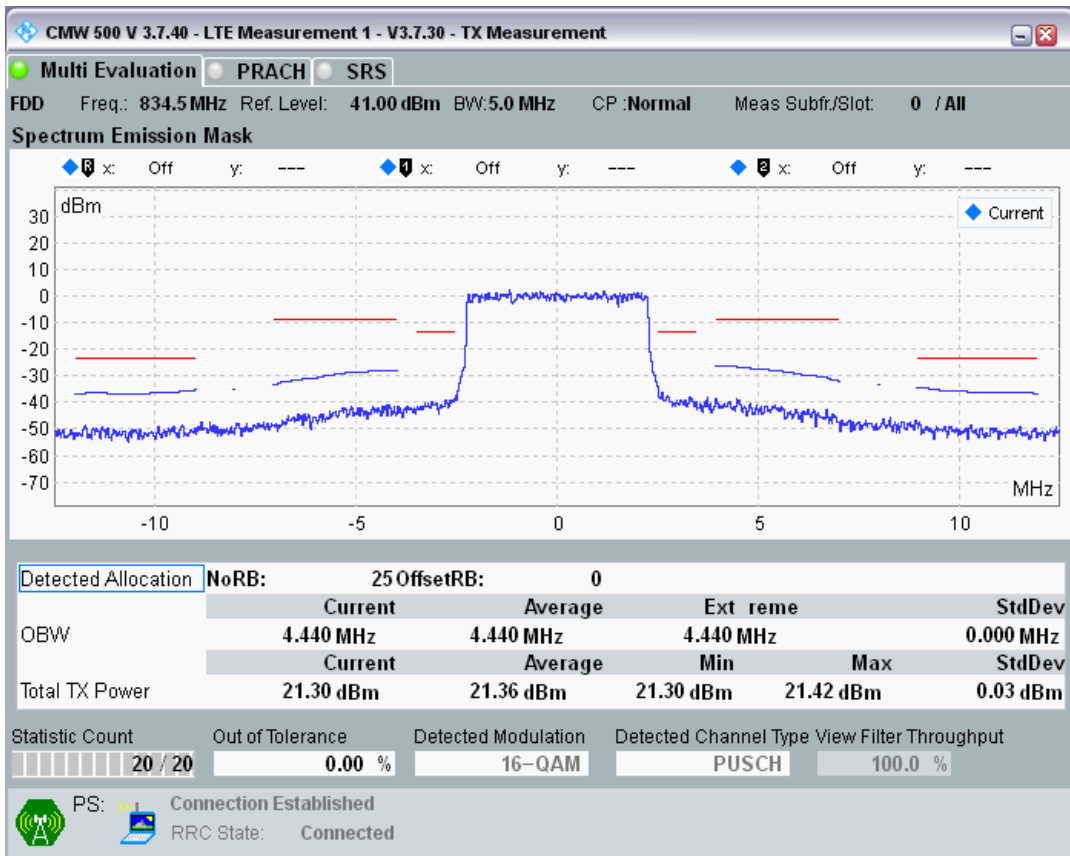 CMW 500 V 3.7.40 - LTE Measurement 1 - V3.7.30 - TX Measurement
Multi Evaluation PRACH SRS
FDD Freq.: 834.5 MHz Ref. Level: 41.00 dBm BW:5.0 MHz CP :Normal Meas Subfr./Slot: 0 / All
Spectrum Emission Mask
R x: Off y: --- 1 x: Off y: --- 2 x: Off y: ---
dBm
Current
30
20
10
0
-10
-20
-30
-40
-50
-60
-70
MHz
-10 -5 0 5 10
Detected Allocation NoRB: 25 OffsetRB: 0
Current Average Ext reme StdDev
OBW 4.440 MHz 4.440 MHz 4.440 MHz 0.000 MHz
Current Average Min Max StdDev
Total TX Power 21.30 dBm 21.36 dBm 21.30 dBm 21.42 dBm 0.03 dBm
Statistic Count Out of Tolerance Detected Modulation Detected Channel Type View Filter Throughput
20 / 20 0.00 % 16-QAM PUSCH 100.0 %
PS: Connection Established
RRC State: Connected